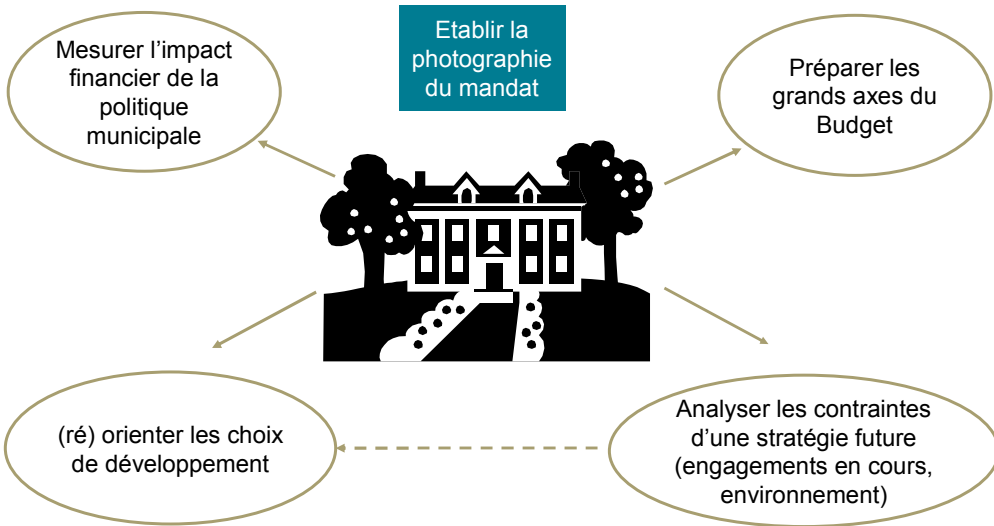 Mesurer l’impact
financier de la
politique
municipale
Etablir la
photographie
du mandat
Préparer les
grands axes du
Budget
(ré) orienter les choix
de développement
Analyser les contraintes
d’une stratégie future
(engagements en cours,
environnement)